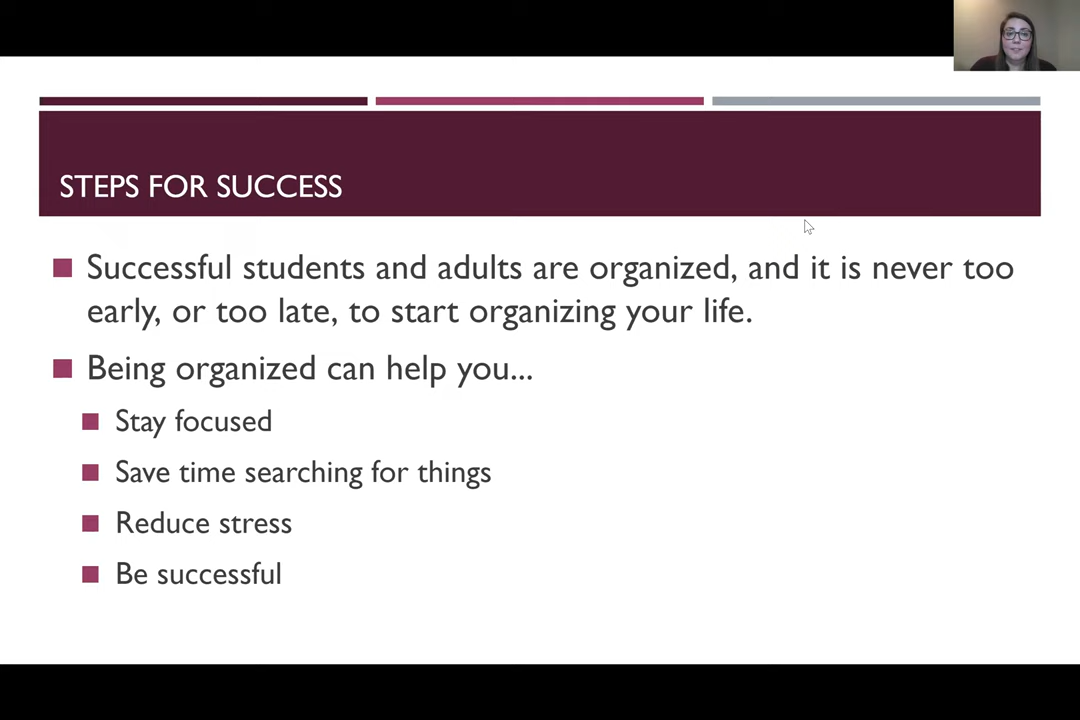 STEPS FOR SUCCESS
Successful students and adults are organized, and it is never too
early, or too late, to start organizing your life.
Being organized can help you...
Stay focused
Save time searching for things
Reduce stress
Be successful